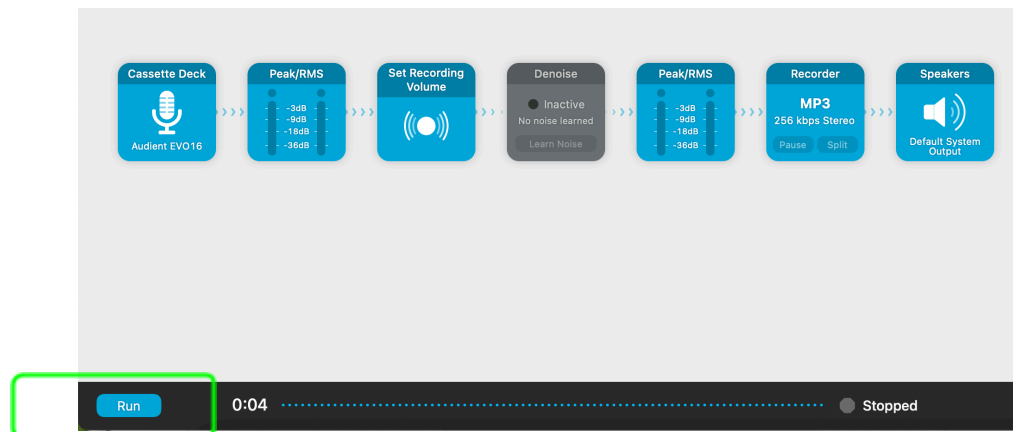 Cassette Deck
Audient EVO16
Peak/RMS
-3dB
-9dB
-18dB
-36dB
Set Recording
Volume
Denoise
Inactive
No noise learned
Learn Noise
Peak/RMS
-3dB
-9dB
-18dB
-36dB
Recorder
MP3
256 kbps Stereo
Pause Split
Speakers
Default System
Output
Run 0:04 Stopped